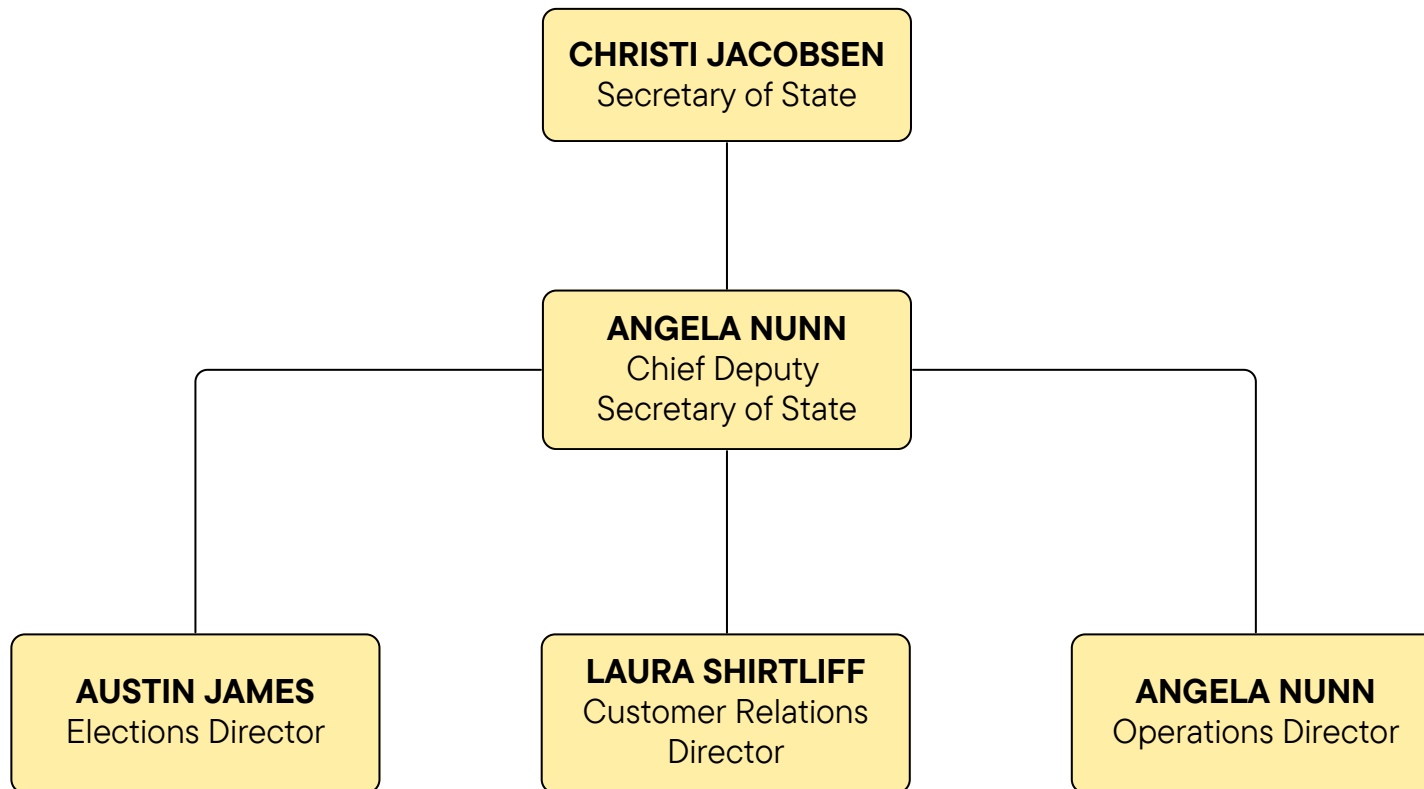 CHRISTI JACOBSEN
Secretary of State
ANGELA NUNN
Chief Deputy
Secretary of State
AUSTIN JAMES
Elections Director
LAURA SHIRTLIFF
Customer Relations
Director
ANGELA NUNN
Operations Director